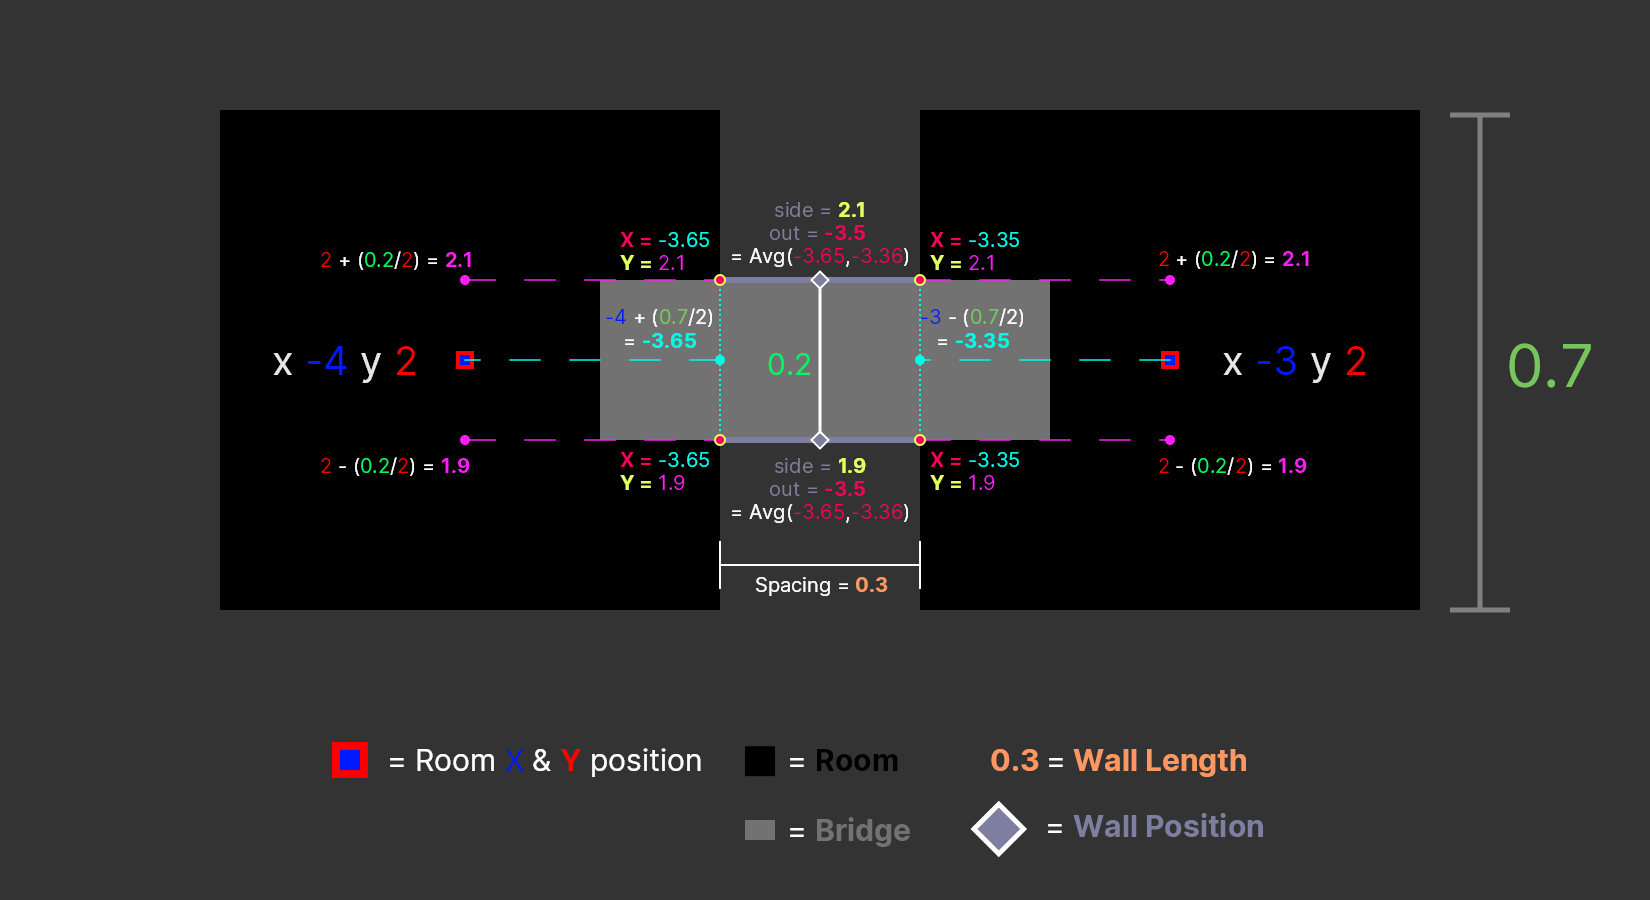 side = 2.1
out = -3.5
= Avg(-3.65,-3.36)
X = -3.65
Y = 2.1
X = -3.35
Y = 2.1
2 + (0.2/2) = 2.1
2 + (0.2/2) = 2.1
-4 + (0.7/2)
= -3.65
-3 - (0.7/2)
= -3.35
x -4 y 2
0.2
x -3 y 2
0.7
2 - (0.2/2) = 1.9
X = -3.65
Y = 1.9
side = 1.9
out = -3.5
= Avg(-3.65,-3.36)
X = -3.35
Y = 1.9
2 - (0.2/2) = 1.9
Spacing = 0.3
= Room X & Y position
= Room
0.3 = Wall Length
= Bridge
= Wall Position